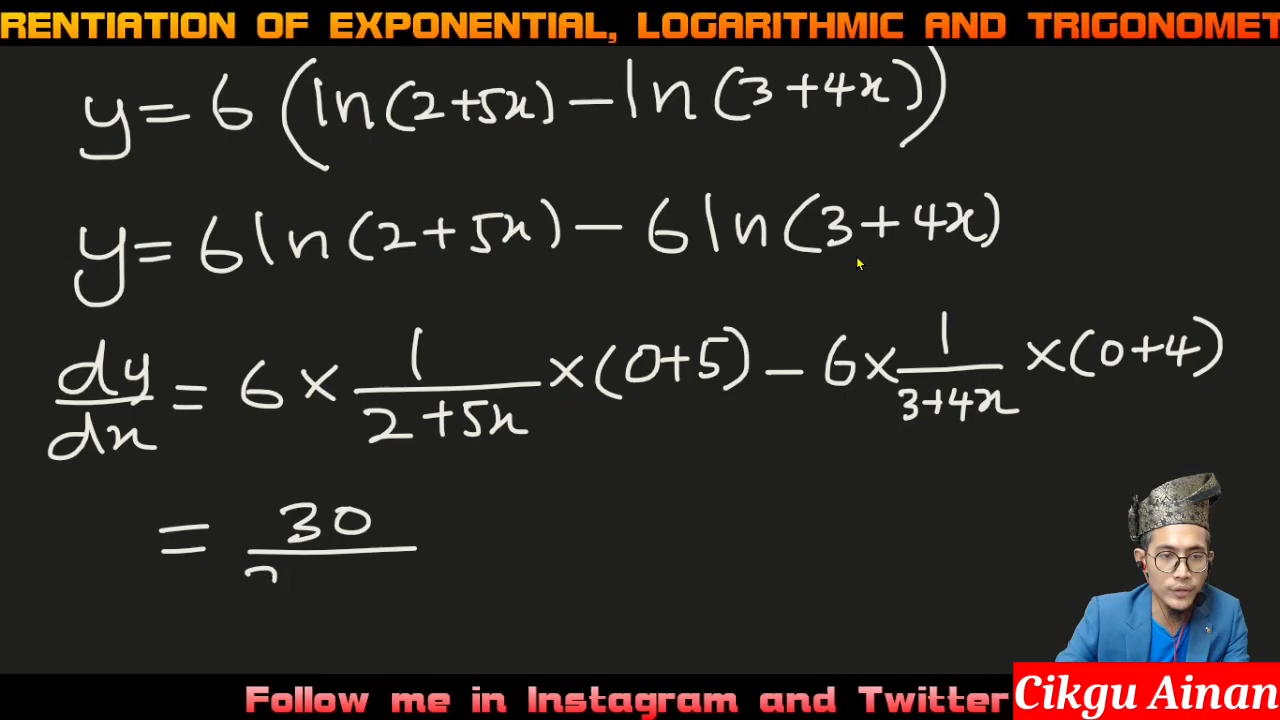 RENTIATION OF EXPONENTIAL, LOGARITHMIC AND TRIGONOMET
y = 6 (ln(2+5x) − ln(3+4x))
y = 6 ln(2+5x) − 6 ln(3+4x)
dy/dx = 6 × 1/(2+5x) × (0+5) − 6 × 1/(3+4x) × (0+4)
= 30/
Follow me in Instagram and Twitter
Cikgu Ainan